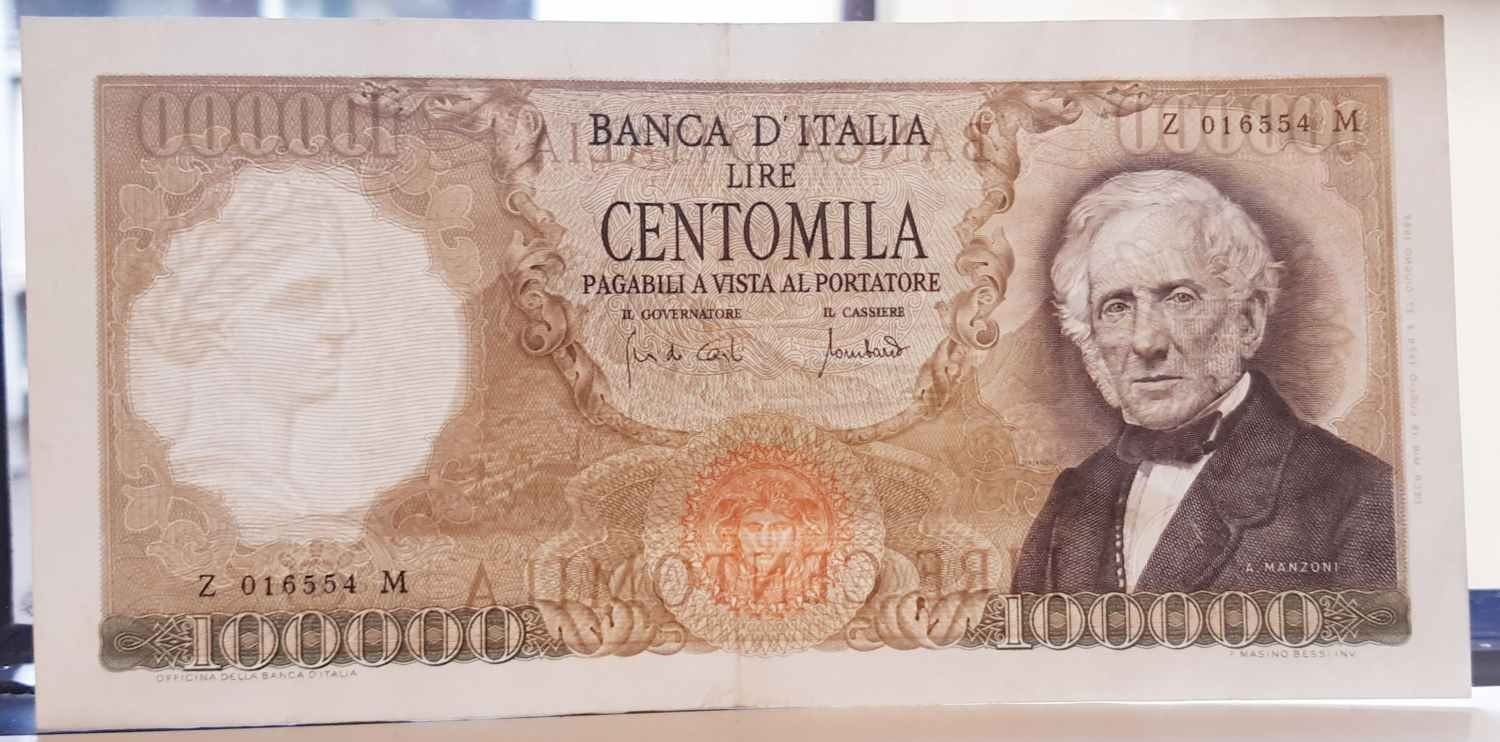 BANCA D'ITALIA
LIRE
CENTOMILA
PAGABILI A VISTA AL PORTATORE
IL GOVERNATORE IL CASSIERE
Z 016554 M
Z 016554 M
A. MANZONI
100000
100000
OFFICINA DELLA BANCA D'ITALIA
F. MASINO BESSI INV.